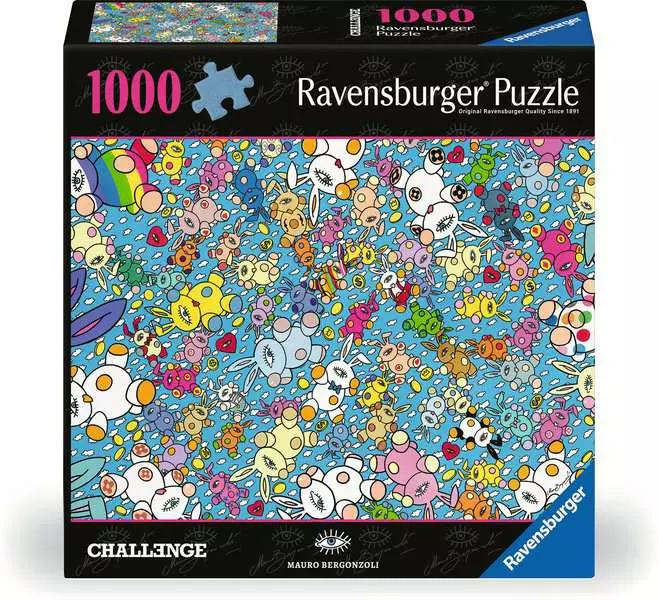 CHALLENGE
1000
Ravensburger
Puzzle
Ravensburger
1000
Ravensburger® Puzzle
Original Ravensburger Quality Since 1891
Ravensburger
CHALLENGE
MAURO BERGONZOLI